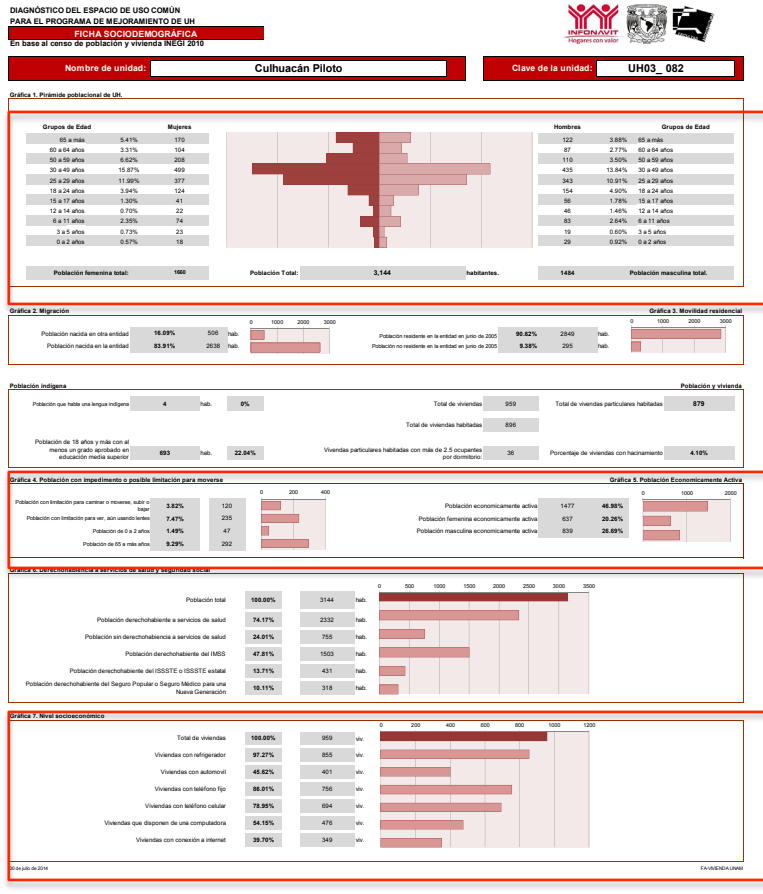 DIAGNÓSTICO DEL ESPACIO DE USO COMÚN
PARA EL PROGRAMA DE MEJORAMIENTO DE UH
FICHA SOCIODEMOGRÁFICA
En base al censo de población y vivienda INEGI 2010
INFONAVIT
Hogares con valor
Nombre de unidad: Culhuacán Piloto Clave de la unidad: UH03_ 082
Gráfica 1. Pirámide poblacional de UH.
Grupos de Edad Mujeres Hombres Grupos de Edad
65 a más 5.41% 170 122 3.88% 65 a más
60 a 64 años 3.31% 104 87 2.77% 60 a 64 años
50 a 59 años 6.62% 208 110 3.50% 50 a 59 años
30 a 49 años 15.87% 499 435 13.84% 30 a 49 años
25 a 29 años 11.99% 377 343 10.91% 25 a 29 años
18 a 24 años 3.94% 124 154 4.90% 18 a 24 años
15 a 17 años 1.30% 41 56 1.78% 15 a 17 años
12 a 14 años 0.70% 22 46 1.46% 12 a 14 años
6 a 11 años 2.35% 74 83 2.64% 6 a 11 años
3 a 5 años 0.73% 23 19 0.60% 3 a 5 años
0 a 2 años 0.57% 18 29 0.92% 0 a 2 años
Población femenina total: 1660 Población Total: 3,144 habitantes. 1484 Población masculina total.
Gráfica 2. Migración Gráfica 3. Movilidad residencial
0 1000 2000 3000 0 1000 2000 3000
Población nacida en otra entidad 16.09% 506 hab. Población residente en la entidad en junio de 2005 90.62% 2849 hab.
Población nacida en la entidad 83.91% 2638 hab. Población no residente en la entidad en junio de 2005 9.38% 295 hab.
Población indígena Población y vivienda
Población que habla una lengua indígena 4 hab. 0% Total de viviendas 959 Total de viviendas particulares habitadas 879
Total de viviendas habitadas 896
Población de 18 años y más con al
menos un grado aprobado en
educación media superior 693 hab. 22.04% Vivendas particulares habitadas con más de 2.5 ocupantes
por dormitorio: 36 Porcentaje de viviendas con hacinamiento 4.10%
Gráfica 4. Población con impedimento o posible limitación para moverse Gráfica 5. Población Economicamente Activa
0 200 400 0 1000 2000
Población con limitación para caminar o moverse, subir o
bajar 3.82% 120 Población economicamente activa 1477 46.98%
Población con limitación para ver, aún usando lentes 7.47% 235 Población femenina economicamente activa 637 20.26%
Población de 0 a 2 años 1.49% 47 Población masculina economicamente activa 839 26.69%
Población de 65 a más años 9.29% 292
Gráfica 6. Derechohabiencia a servicios de salud y seguridad social
0 500 1000 1500 2000 2500 3000 3500
Población total 100.00% 3144 hab.
Población derechohabiente a servicios de salud 74.17% 2332 hab.
Población sin derechohabiencia a servicios de salud 24.01% 755 hab.
Población derechohabiente del IMSS 47.81% 1503 hab.
Población derechohabiente del ISSSTE o ISSSTE estatal 13.71% 431 hab.
Población derechohabiente del Seguro Popular o Seguro Médico para una
Nueva Generación 10.11% 318 hab.
Gráfica 7. Nivel socioeconómico
0 200 400 600 800 1000 1200
Total de viviendas 100.00% 959 viv.
Viviendas con refrigerador 97.27% 855 viv.
Viviendas con automovil 45.62% 401 viv.
Viviendas con teléfono fijo 86.01% 756 viv.
Viviendas con teléfono celular 78.95% 694 viv.
Viviendas que disponen de una computadora 54.15% 476 viv.
Viviendas con conexión a internet 39.70% 349 viv.
30 de julio de 2014 FA-VIVIENDA UNAM